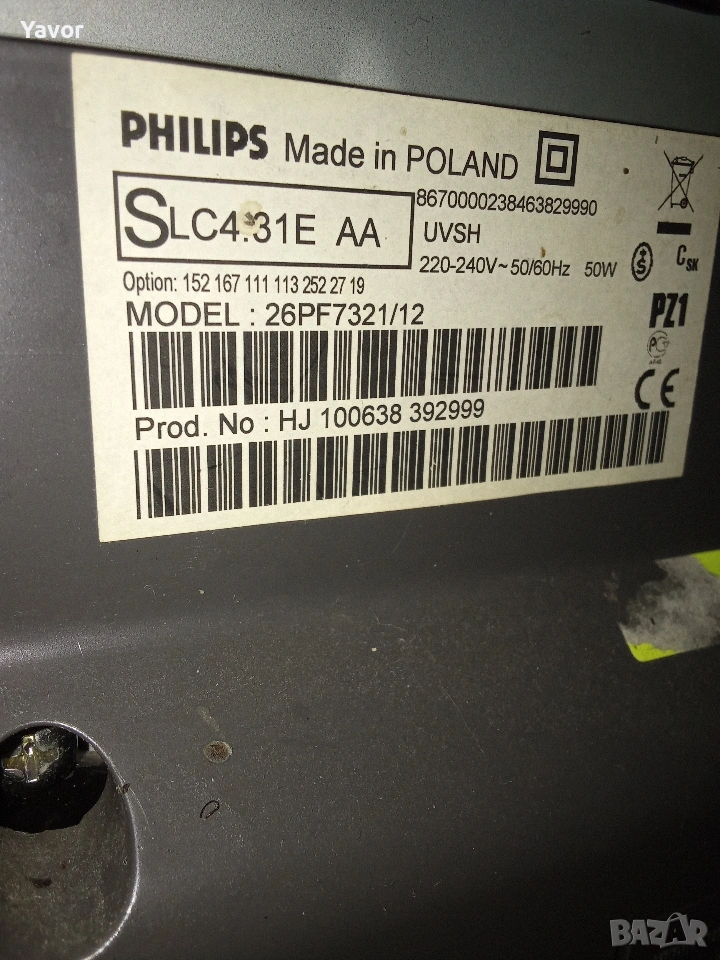 Yavor
PHILIPS Made in POLAND
SLC4.31E AA
8670000238463829990
UVSH
220-240V~50/60Hz 50W
S
CSK
Option: 152 167 111 113 252 27 19
MODEL : 26PF7321/12
PZ1
CE
Prod. No : HJ 100638 392999
BAZAR